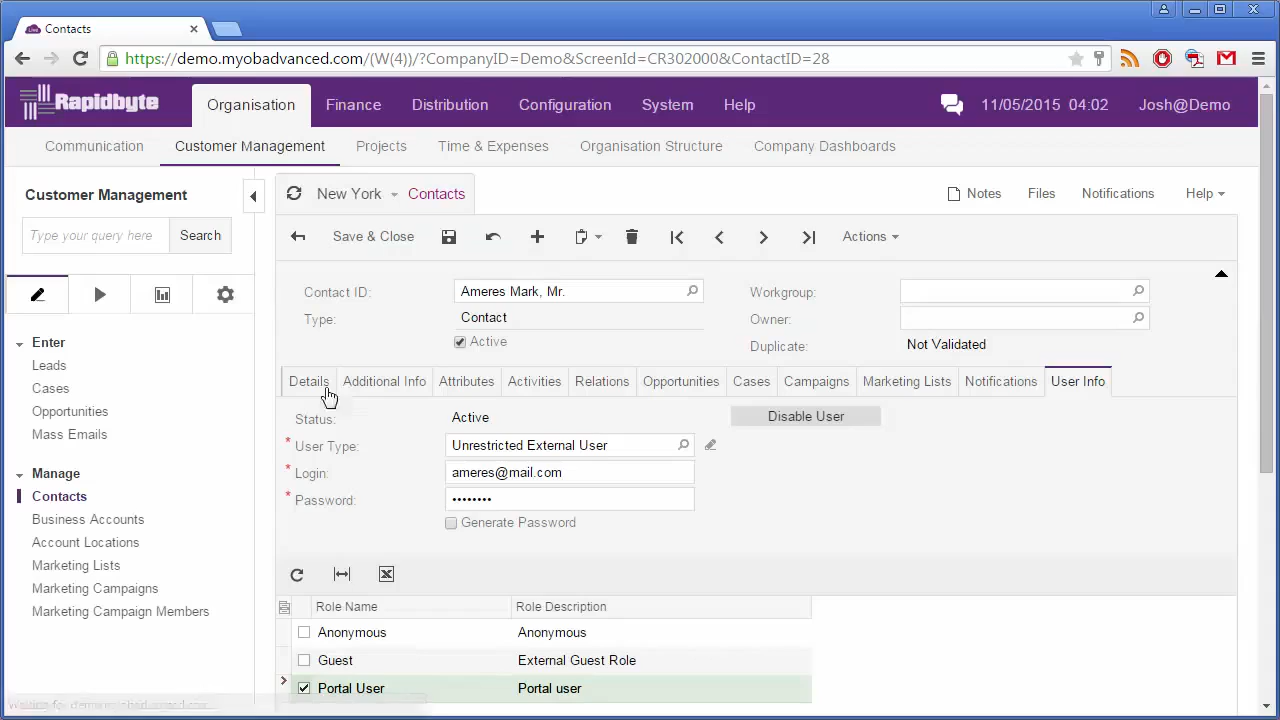 Contacts
https://demo.myobadvanced.com/(W(4))/?CompanyID=Demo&ScreenId=CR302000&ContactID=28
Rapidbyte Organisation Finance Distribution Configuration System Help 11/05/2015 04:02 Josh@Demo
Communication Customer Management Projects Time & Expenses Organisation Structure Company Dashboards
Customer Management
New York Contacts Notes Files Notifications Help
Type your query here Search
Save & Close Actions
Contact ID: Ameres Mark, Mr. Workgroup:
Type: Contact Owner:
Active Duplicate: Not Validated
Enter
Leads
Cases
Opportunities
Mass Emails
Manage
Contacts
Business Accounts
Account Locations
Marketing Lists
Marketing Campaigns
Marketing Campaign Members
Details Additional Info Attributes Activities Relations Opportunities Cases Campaigns Marketing Lists Notifications User Info
Status: Active Disable User
* User Type: Unrestricted External User
* Login: ameres@mail.com
* Password: ••••••••
Generate Password
Role Name Role Description
Anonymous Anonymous
Guest External Guest Role
Portal User Portal user